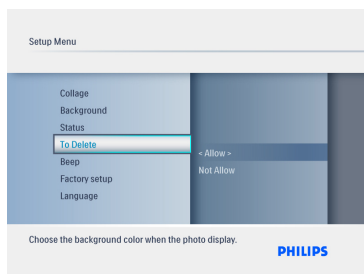 Setup Menu
Collage
Background
Status
To Delete
Beep
Factory setup
Language
< Allow >
Not Allow
Choose the background color when the photo display.
PHILIPS